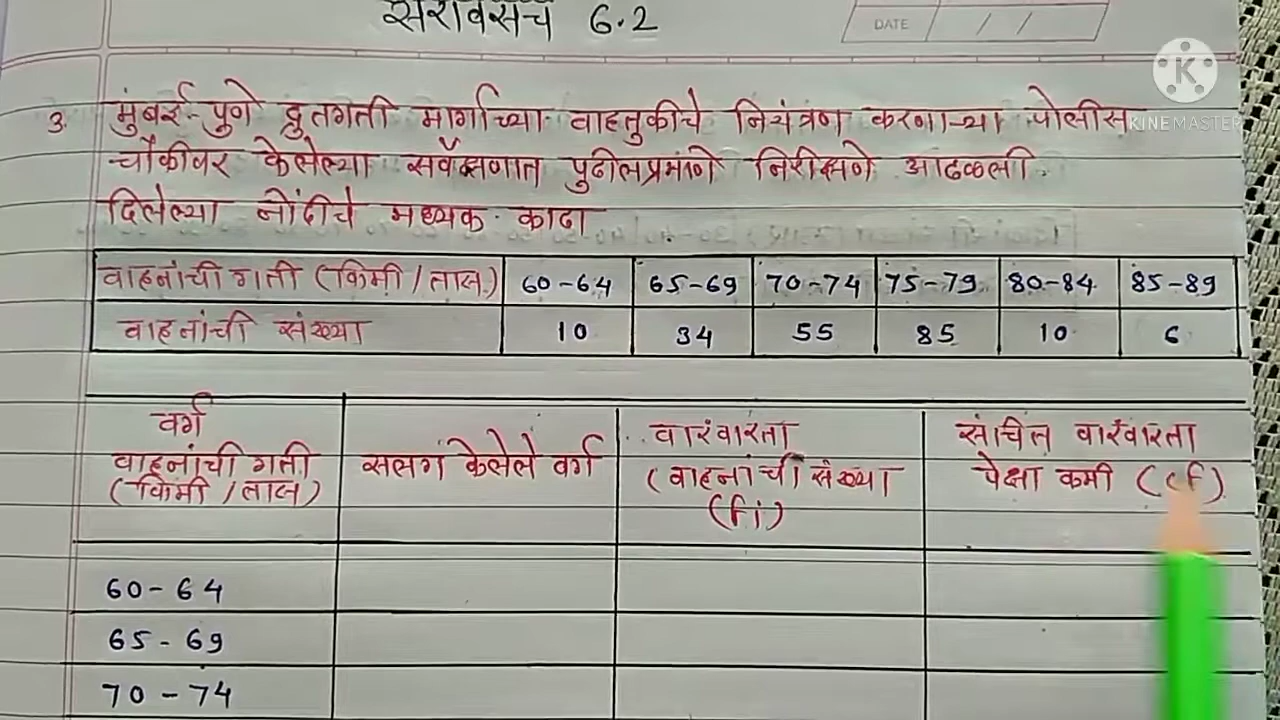 सरावसंच 6.2
DATE / /
K
KINEMASTER
3. मुंबई-पुणे द्रुतगती मार्गाच्या वाहतुकीचे नियंत्रण करणाऱ्या पोलीस
चौकीवर केलेल्या सर्वेक्षणात पुढीलप्रमाणे निरीक्षणे आढळली.
दिलेल्या नोंदीचे मध्यक काढा
वाहनांची गती (किमी / तास) 60-64 65-69 70-74 75-79 80-84 85-89
वाहनांची संख्या 10 34 55 85 10 6
वर्ग
वाहनांची गती
(किमी / तास)
सलग केलेले वर्ग
वारंवारता
(वाहनांची संख्या
(fi)
संचित वारंवारता
पेक्षा कमी (cf)
60-64
65-69
70-74